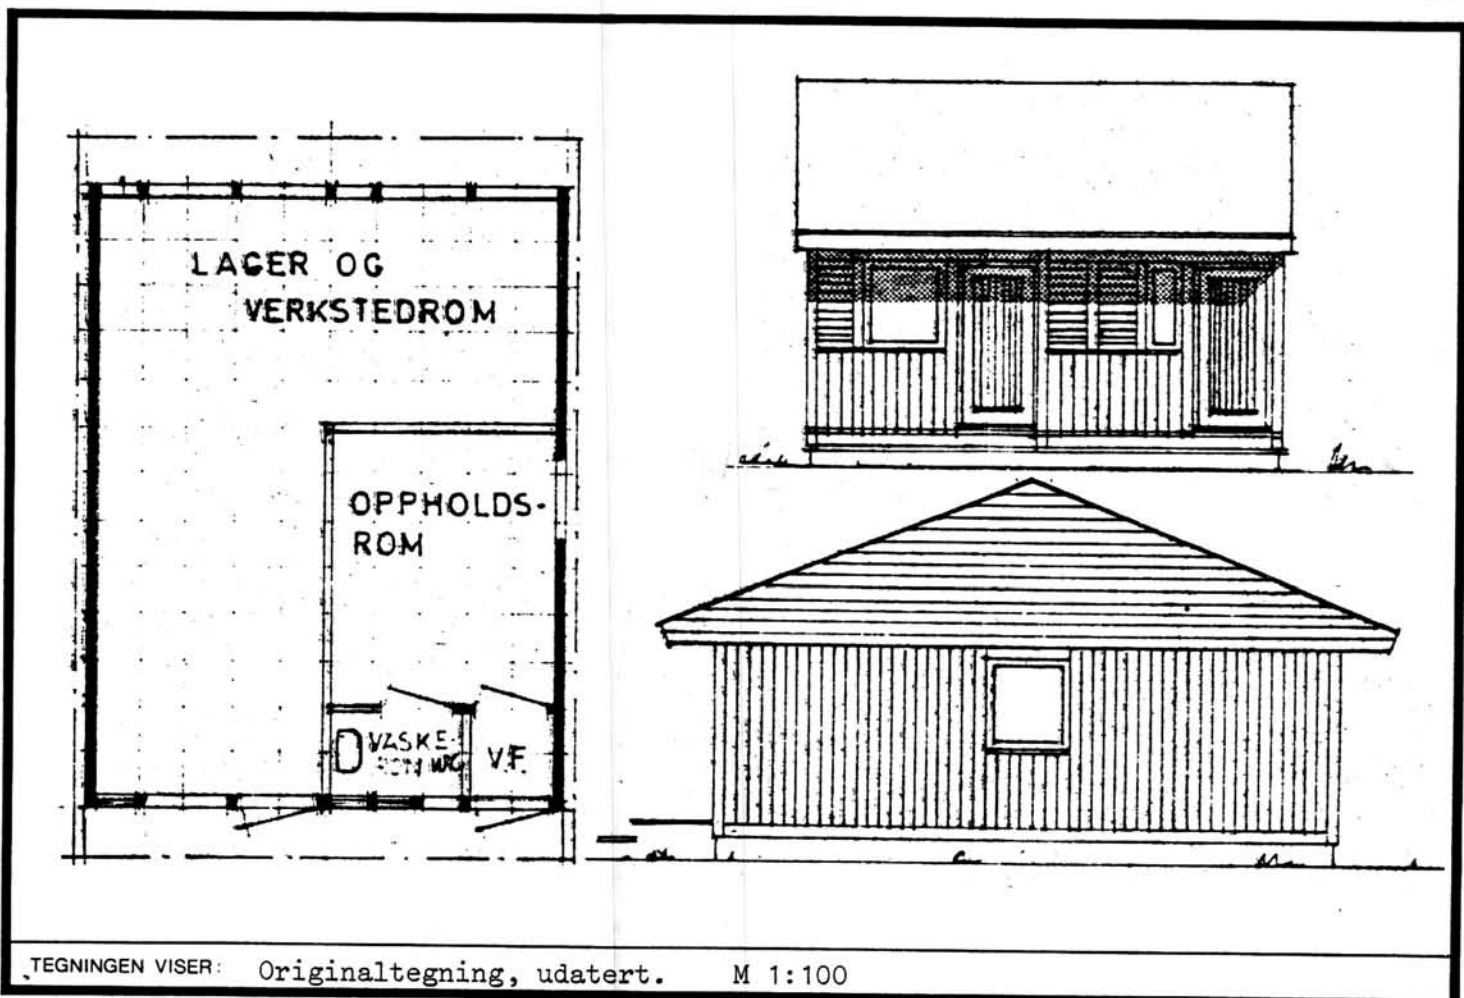 LAGER OG
VERKSTEDROM
OPPHOLDS-
ROM
VASKE-
V.F.
TEGNINGEN VISER: Originaltegning, udatert. M 1:100